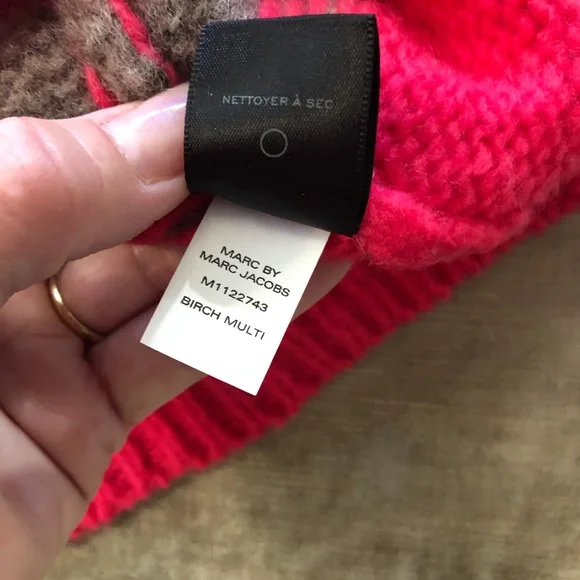 NETTOYER À SEC
MARC BY
MARC JACOBS
M1122743
BIRCH MULTI